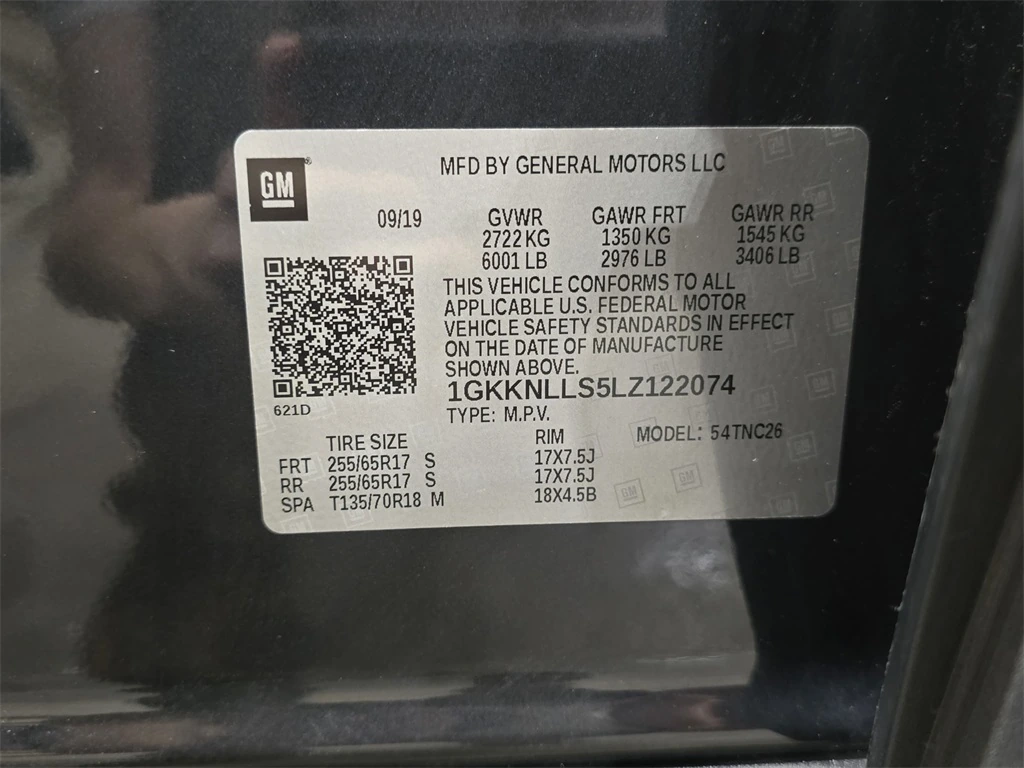 GM
MFD BY GENERAL MOTORS LLC
09/19 GVWR GAWR FRT GAWR RR
2722 KG 1350 KG 1545 KG
6001 LB 2976 LB 3406 LB
THIS VEHICLE CONFORMS TO ALL
APPLICABLE U.S. FEDERAL MOTOR
VEHICLE SAFETY STANDARDS IN EFFECT
ON THE DATE OF MANUFACTURE
SHOWN ABOVE.
1GKKNLLS5LZ122074
621D
TYPE: M.P.V.
TIRE SIZE RIM MODEL: 54TNC26
FRT 255/65R17 S 17X7.5J
RR 255/65R17 S 17X7.5J
SPA T135/70R18 M 18X4.5B